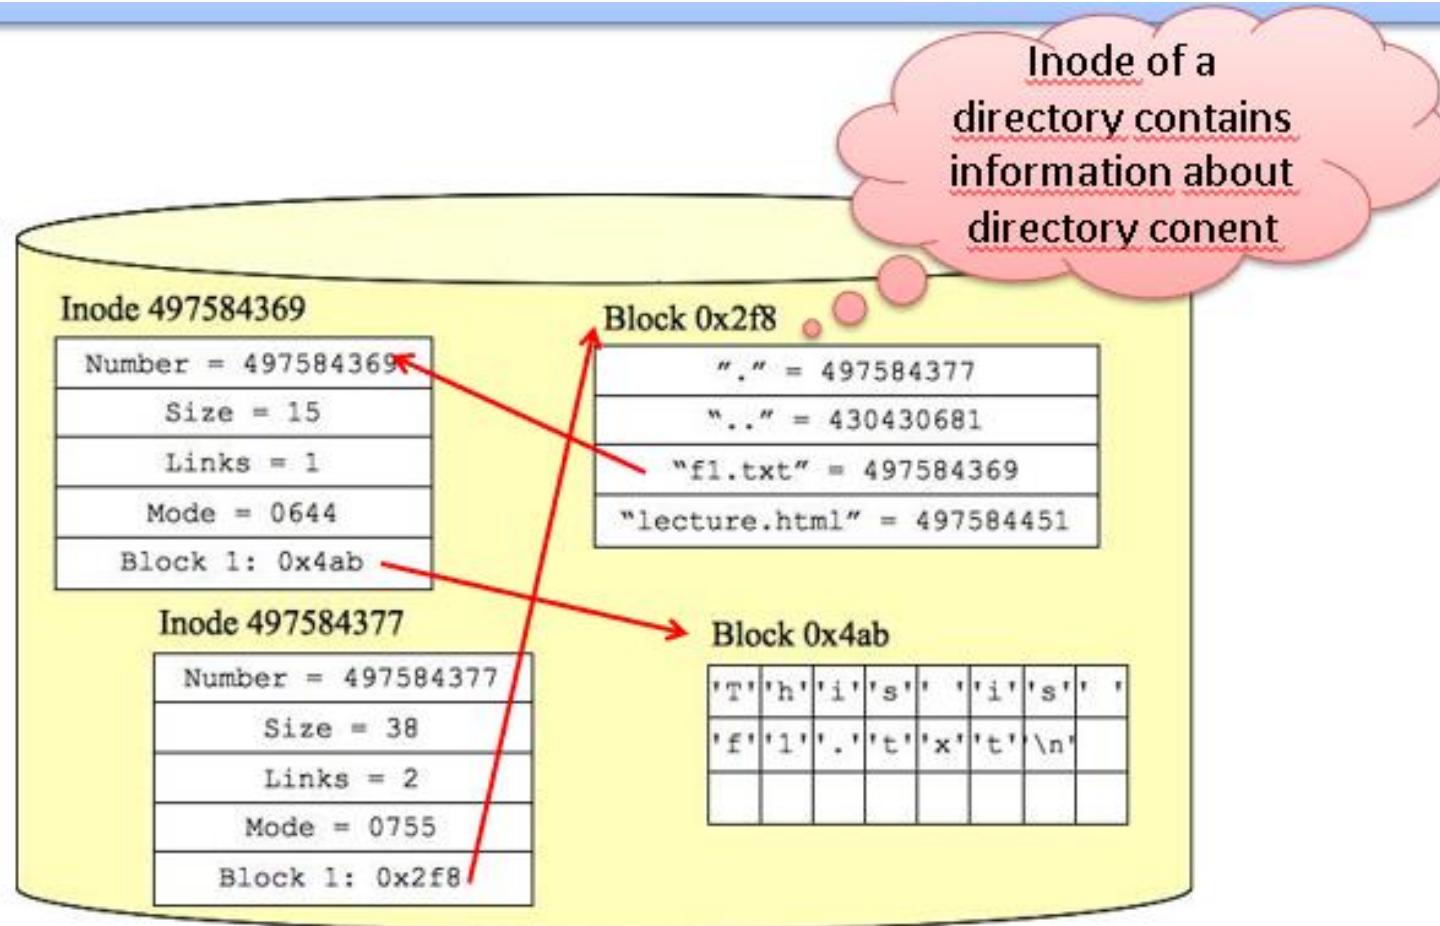 Inode of a
directory contains
information about
directory conent
Inode 497584369
Number = 497584369
Size = 15
Links = 1
Mode = 0644
Block 1: 0x4ab
Block 0x2f8
"." = 497584377
".." = 430430681
"f1.txt" = 497584369
"lecture.html" = 497584451
Inode 497584377
Number = 497584377
Size = 38
Links = 2
Mode = 0755
Block 1: 0x2f8
Block 0x4ab
'T' 'h' 'i' 's' ' ' 'i' 's' ' '
'f' '1' '.' 't' 'x' 't' '\n'